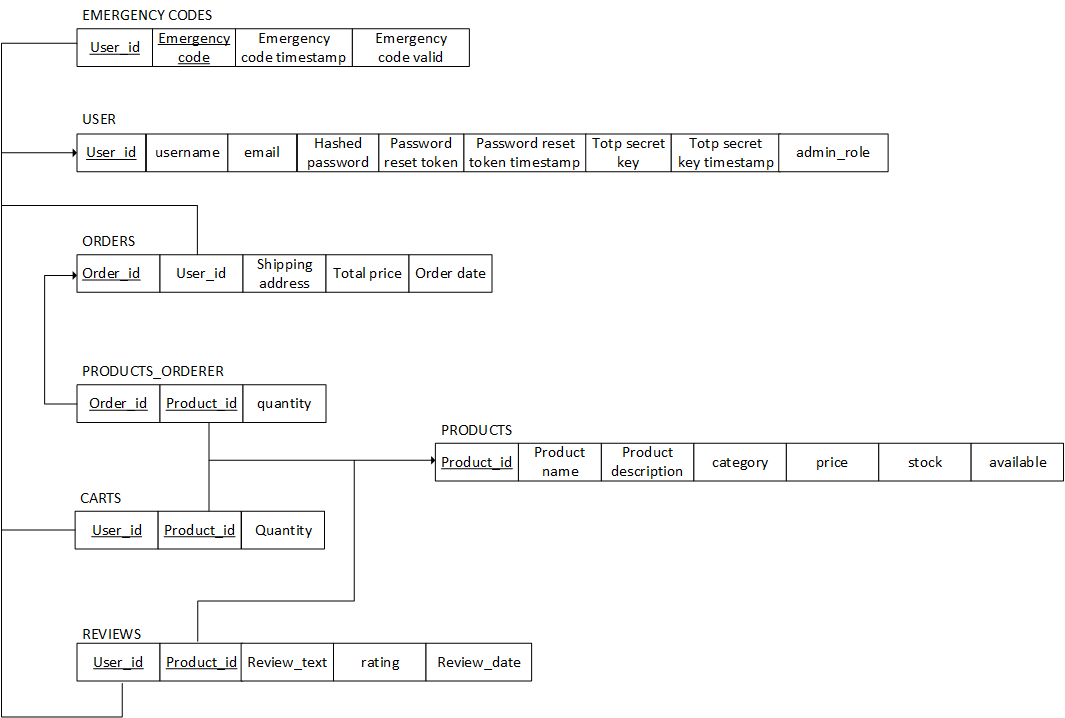 EMERGENCY CODES
User_id
Emergency
code
Emergency
code timestamp
Emergency
code valid
USER
User_id
username
email
Hashed
password
Password
reset token
Password reset
token timestamp
Totp secret
key
Totp secret
key timestamp
admin_role
ORDERS
Order_id
User_id
Shipping
address
Total price
Order date
PRODUCTS_ORDERER
Order_id
Product_id
quantity
PRODUCTS
Product_id
Product
name
Product
description
category
price
stock
available
CARTS
User_id
Product_id
Quantity
REVIEWS
User_id
Product_id
Review_text
rating
Review_date